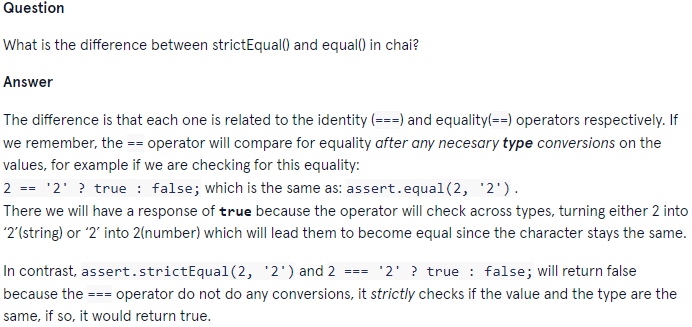 Question
What is the difference between strictEqual() and equal() in chai?
Answer
The difference is that each one is related to the identity (===) and equality(==) operators respectively. If
we remember, the == operator will compare for equality after any necesary type conversions on the
values, for example if we are checking for this equality:
2 == '2' ? true : false; which is the same as: assert.equal(2, '2').
There we will have a response of true because the operator will check across types, turning either 2 into
‘2’(string) or ‘2’ into 2(number) which will lead them to become equal since the character stays the same.
In contrast, assert.strictEqual(2, '2') and 2 === '2' ? true : false; will return false
because the === operator do not do any conversions, it strictly checks if the value and the type are the
same, if so, it would return true.